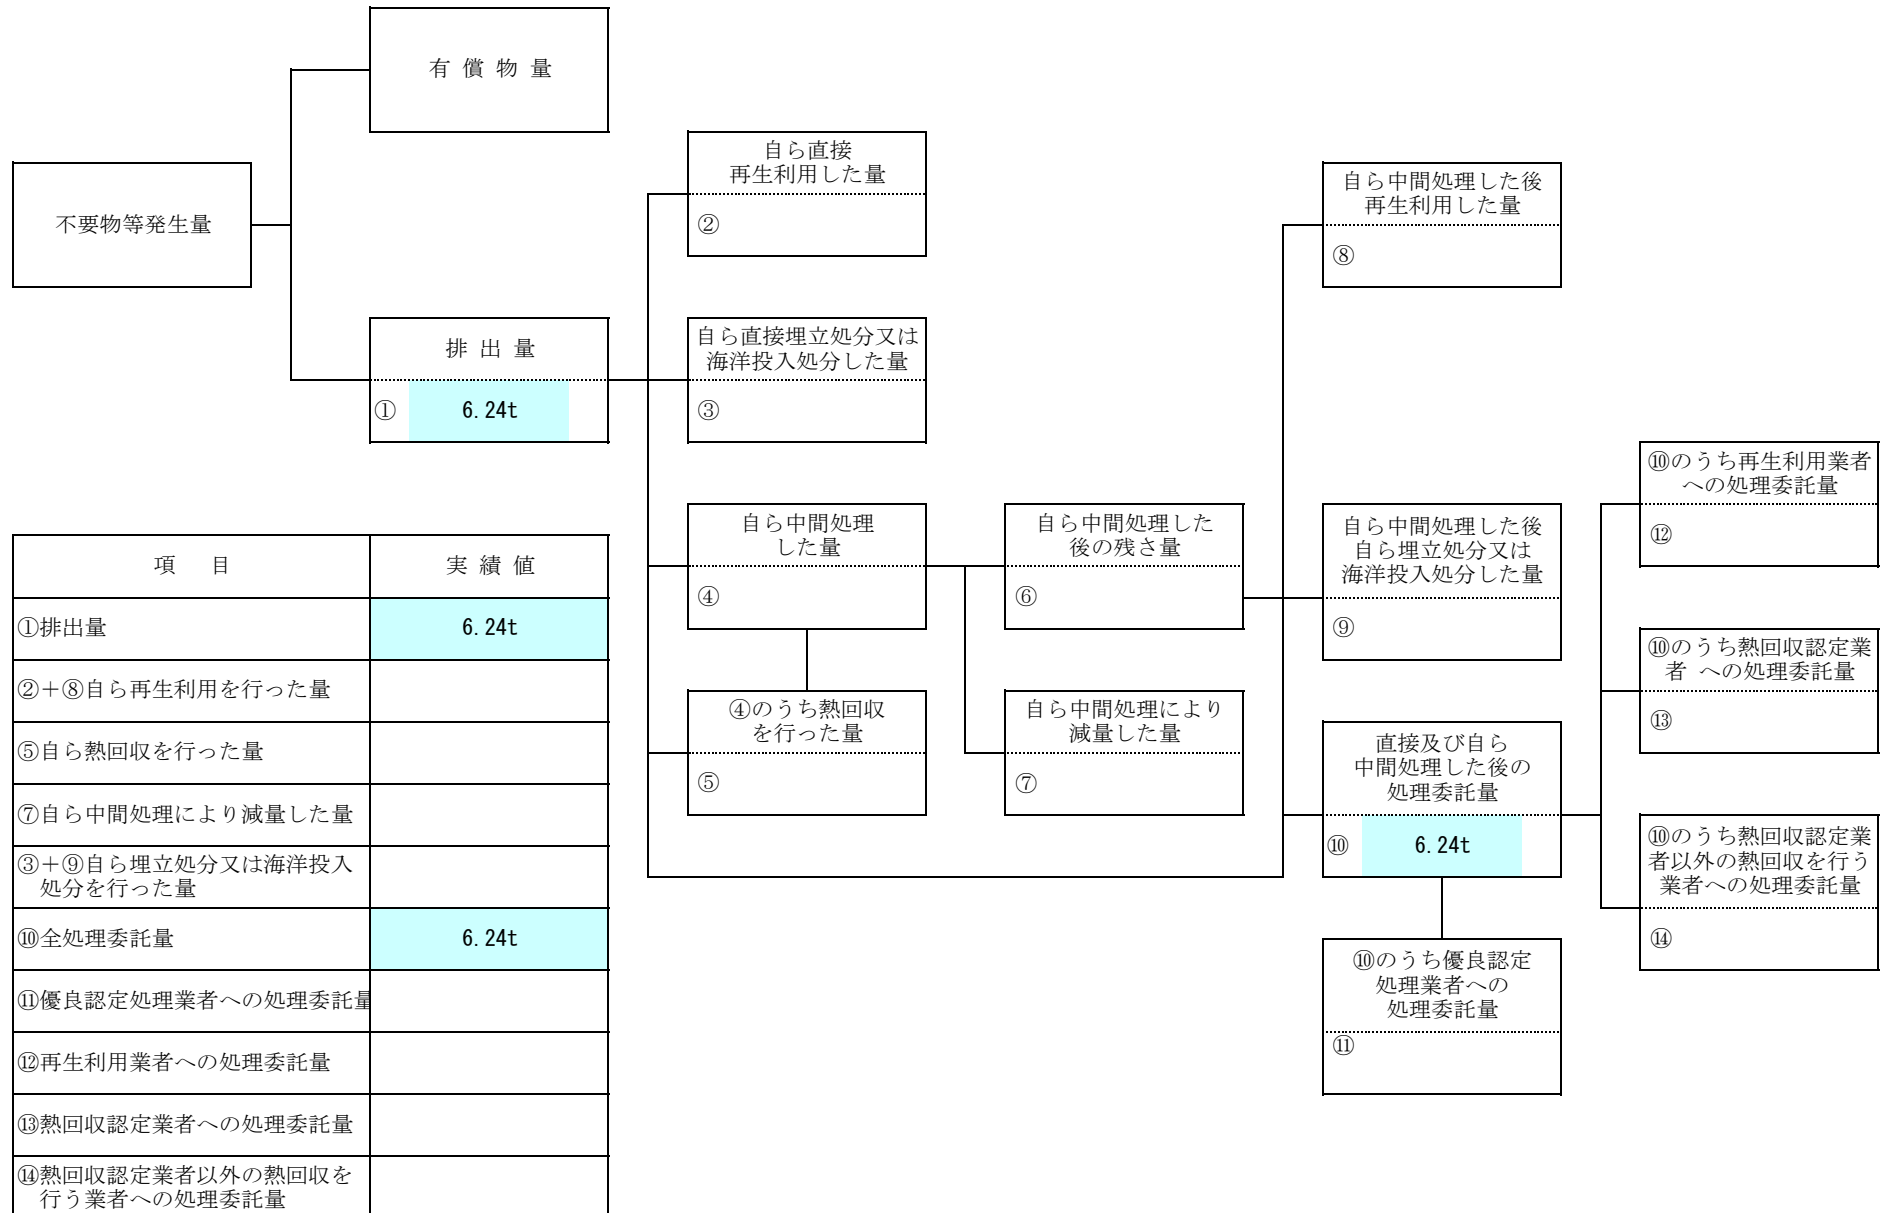 有 償 物 量
不要物等発生量
排 出 量
① 6.24t
自ら直接
再生利用した量
②
自ら直接埋立処分又は
海洋投入処分した量
③
自ら中間処理
した量
④
④のうち熱回収
を行った量
⑤
自ら中間処理した
後の残さ量
⑥
自ら中間処理により
減量した量
⑦
自ら中間処理した後
再生利用した量
⑧
自ら中間処理した後
自ら埋立処分又は
海洋投入処分した量
⑨
直接及び自ら
中間処理した後の
処理委託量
⑩ 6.24t
⑩のうち優良認定
処理業者への
処理委託量
⑪
⑩のうち再生利用業者
への処理委託量
⑫
⑩のうち熱回収認定業
者 への処理委託量
⑬
⑩のうち熱回収認定業
者以外の熱回収を行う
業者への処理委託量
⑭
項 目 実 績 値
①排出量 6.24t
②＋⑧自ら再生利用を行った量
⑤自ら熱回収を行った量
⑦自ら中間処理により減量した量
③＋⑨自ら埋立処分又は海洋投入
処分を行った量
⑩全処理委託量 6.24t
⑪優良認定処理業者への処理委託量
⑫再生利用業者への処理委託量
⑬熱回収認定業者への処理委託量
⑭熱回収認定業者以外の熱回収を
行う業者への処理委託量